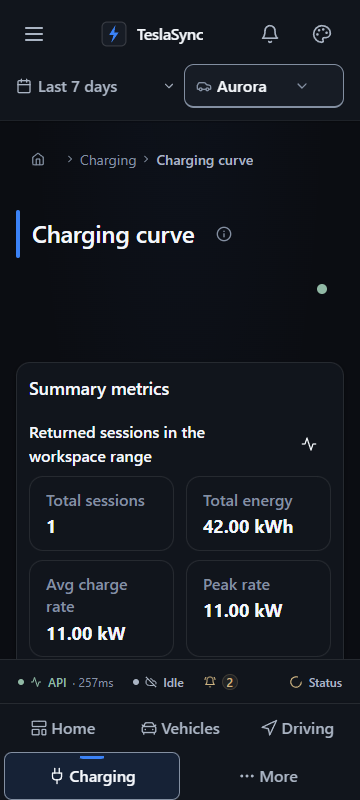 TeslaSync
Last 7 days
Aurora
Charging
Charging curve
Charging curve
Summary metrics
Returned sessions in the
workspace range
Total sessions
1
Total energy
42.00 kWh
Avg charge
rate
11.00 kW
Peak rate
11.00 kW
API · 257ms
Idle
2
Status
Home
Vehicles
Driving
Charging
More